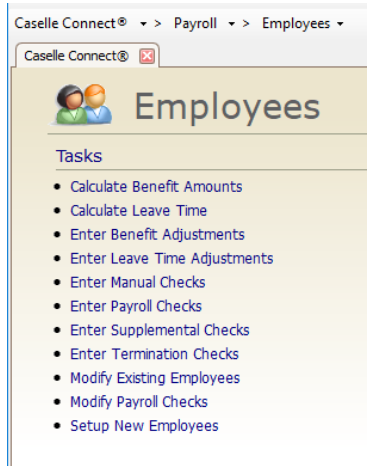 Caselle Connect® > Payroll > Employees
Caselle Connect®
Employees
Tasks
• Calculate Benefit Amounts
• Calculate Leave Time
• Enter Benefit Adjustments
• Enter Leave Time Adjustments
• Enter Manual Checks
• Enter Payroll Checks
• Enter Supplemental Checks
• Enter Termination Checks
• Modify Existing Employees
• Modify Payroll Checks
• Setup New Employees